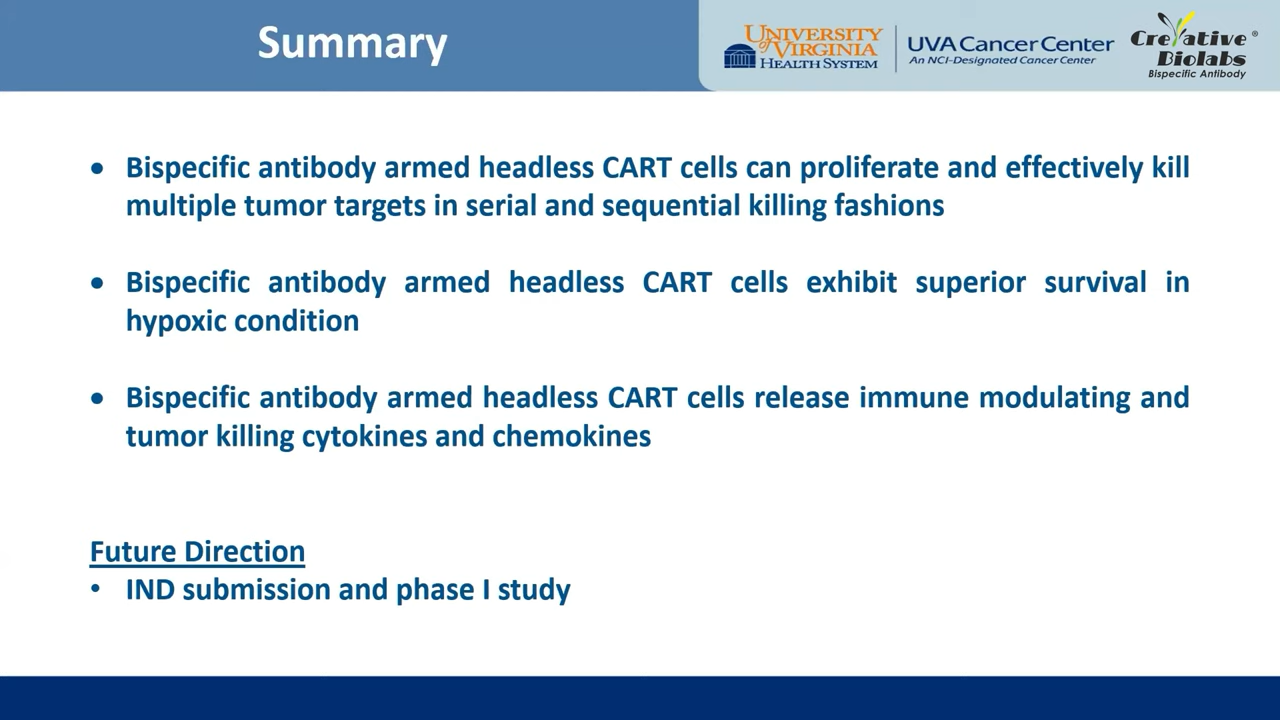 Summary
UNIVERSITY
of VIRGINIA
HEALTH SYSTEM
UVA Cancer Center
An NCI-Designated Cancer Center
Creative ®
Biolabs
Bispecific Antibody
• Bispecific antibody armed headless CART cells can proliferate and effectively kill
multiple tumor targets in serial and sequential killing fashions
• Bispecific antibody armed headless CART cells exhibit superior survival in
hypoxic condition
• Bispecific antibody armed headless CART cells release immune modulating and
tumor killing cytokines and chemokines
Future Direction
• IND submission and phase I study